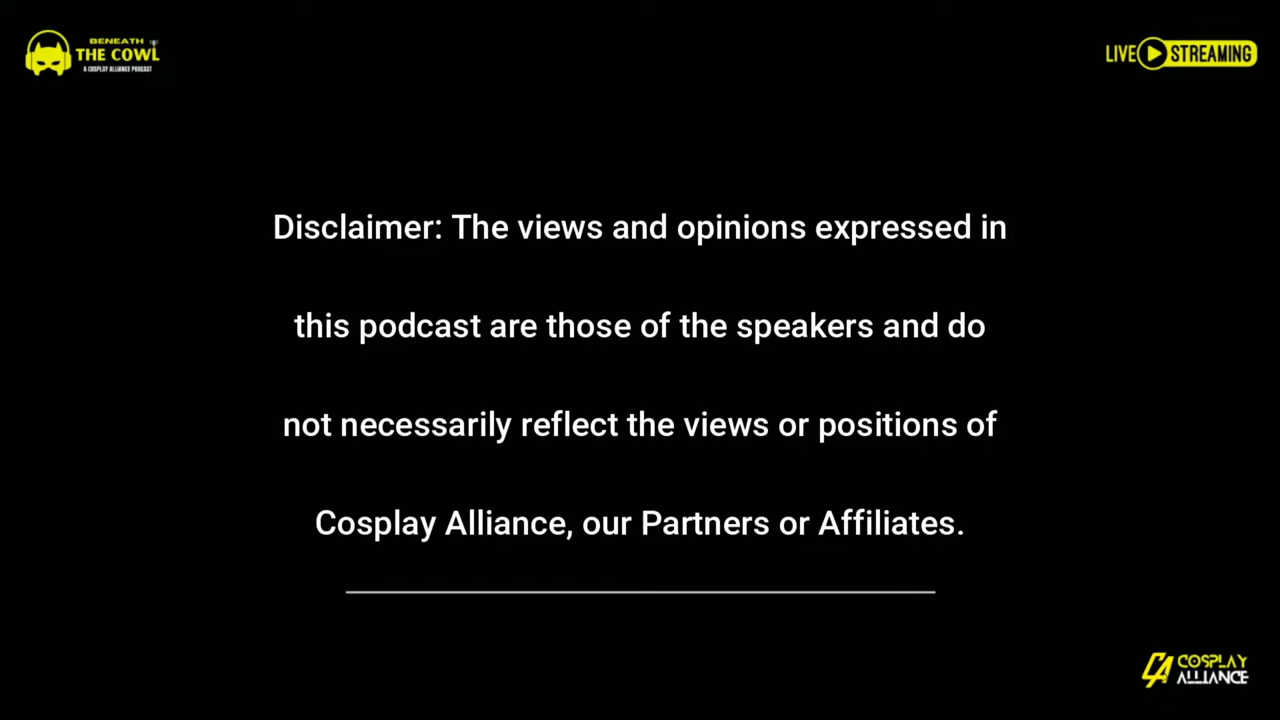 BENEATH
THE COWL
A COSPLAY ALLIANCE PODCAST
LIVE STREAMING
Disclaimer: The views and opinions expressed in
this podcast are those of the speakers and do
not necessarily reflect the views or positions of
Cosplay Alliance, our Partners or Affiliates.
CA COSPLAY
ALLIANCE